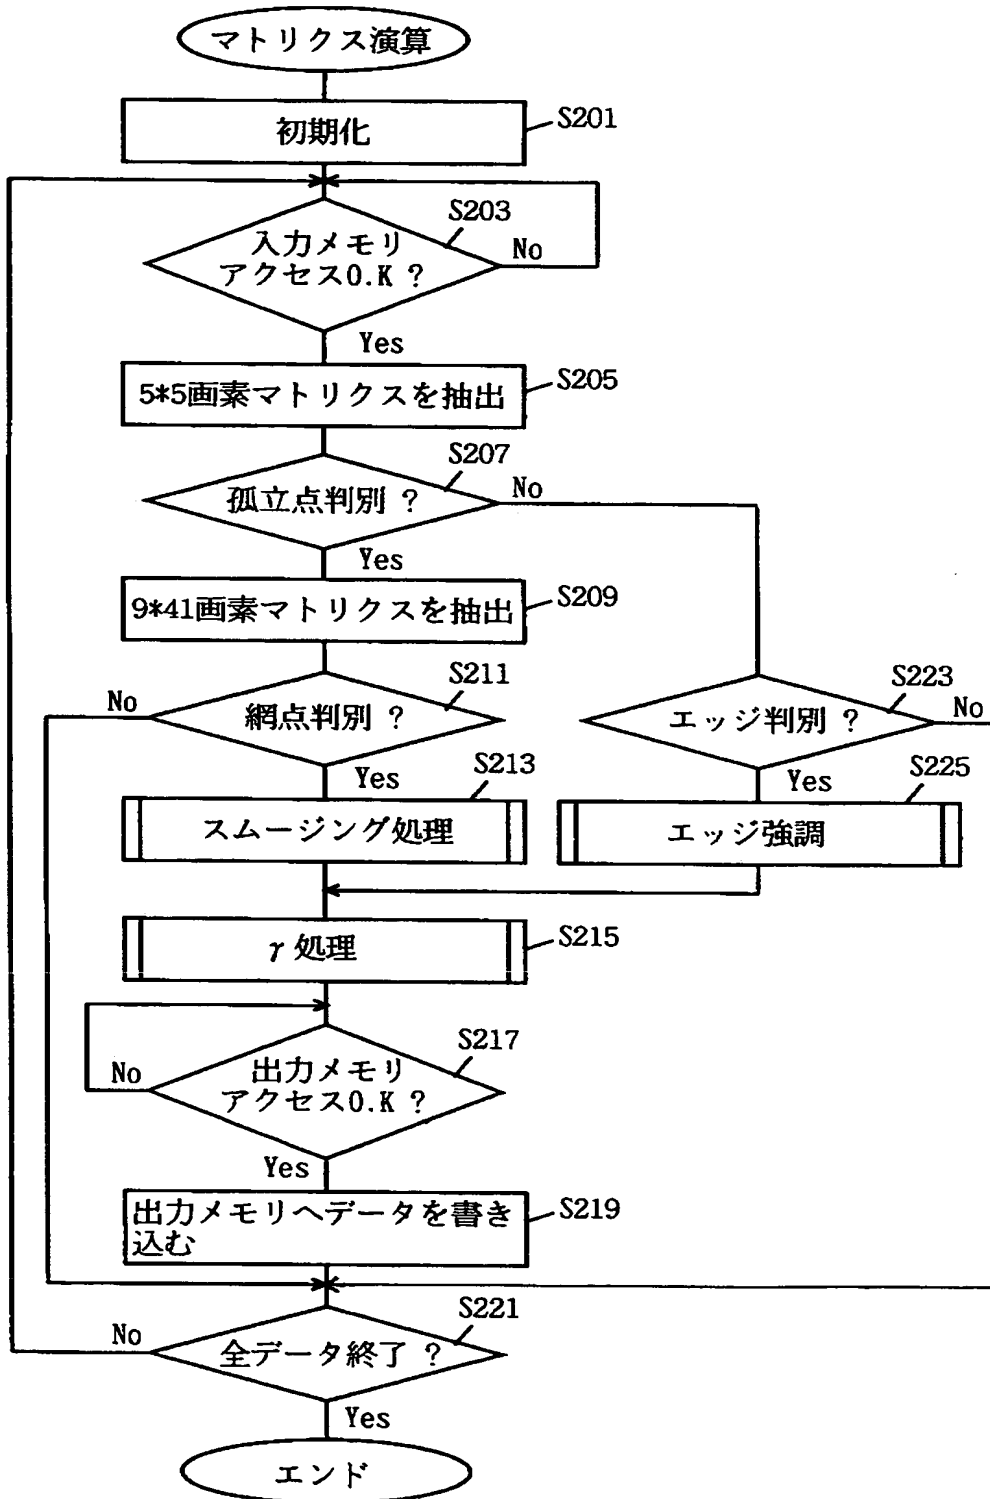 マトリクス演算
初期化
S201
S203
入力メモリ
アクセスO.K ?
No
Yes
5*5画素マトリクスを抽出
S205
S207
孤立点判別 ?
No
Yes
9*41画素マトリクスを抽出
S209
S211
網点判別 ?
No
Yes
S223
エッジ判別 ?
No
Yes
S213
スムージング処理
S225
エッジ強調
γ 処理
S215
S217
出力メモリ
アクセスO.K ?
No
Yes
出力メモリへデータを書き
込む
S219
S221
全データ終了 ?
No
Yes
エンド